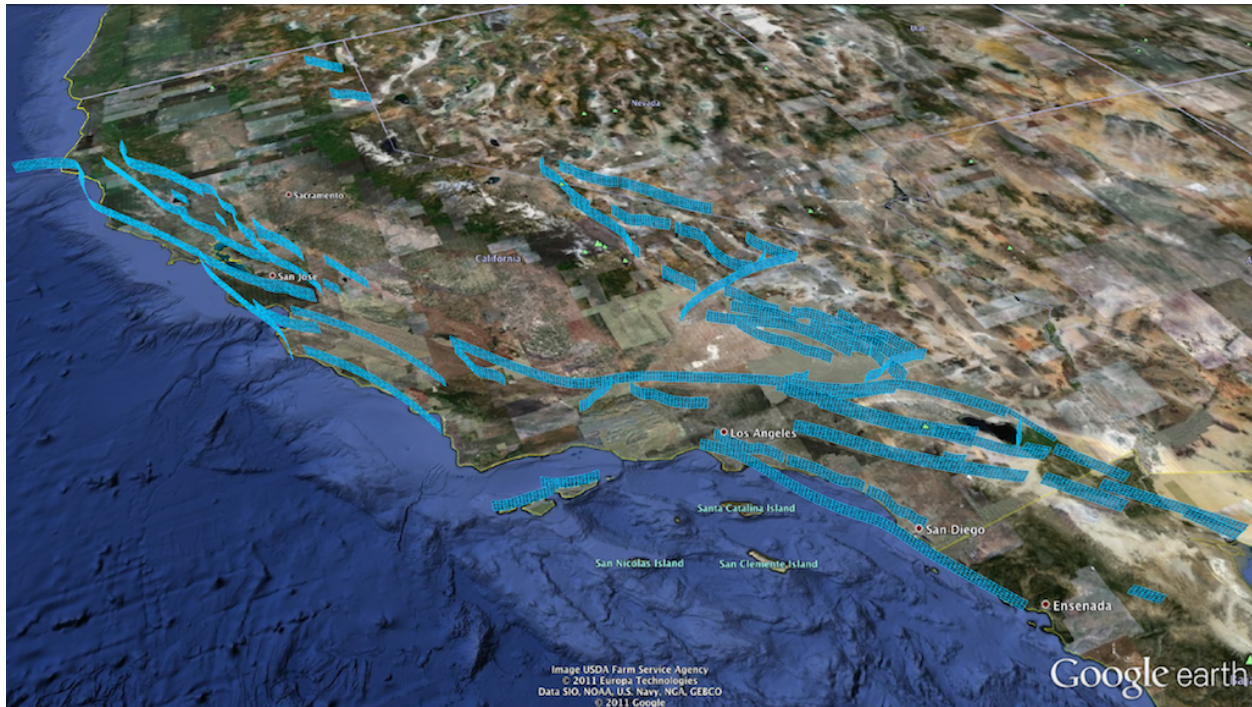 Utah
Nevada
Sacramento
California
San Jose
Los Angeles
Santa Catalina Island
San Diego
San Nicolas Island
San Clemente Island
Ensenada
Image USDA Farm Service Agency
© 2011 Europa Technologies
Data SIO, NOAA, U.S. Navy, NGA, GEBCO
© 2011 Google
Google earth